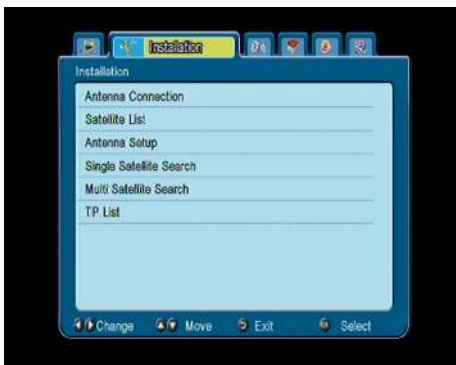 Installation
Installation
Antenna Connection
Satellite List
Antenna Setup
Single Satellite Search
Multi Satellite Search
TP List
Change Move Exit Select